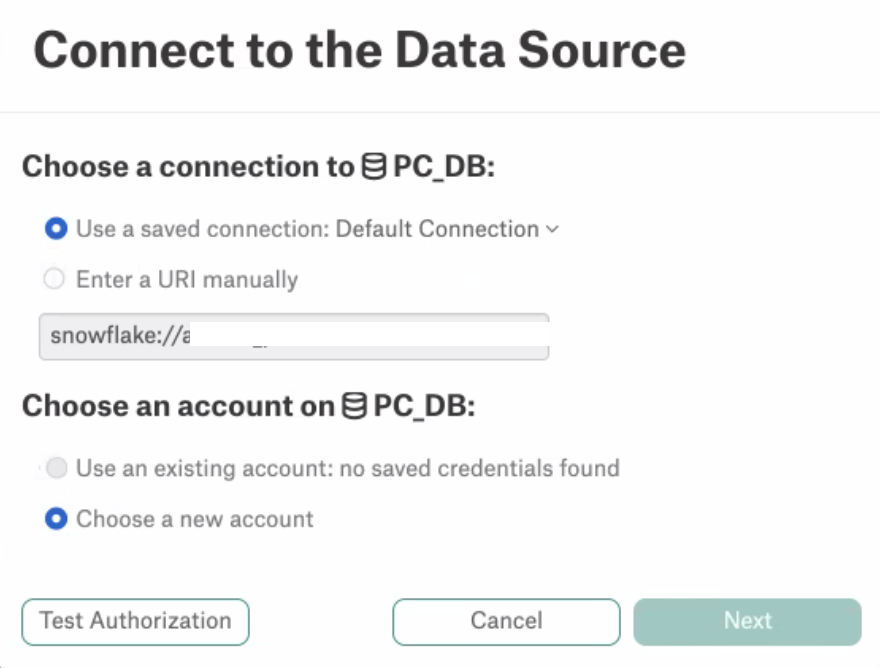 Connect to the Data Source
Choose a connection to PC_DB:
Use a saved connection: Default Connection
Enter a URI manually
snowflake://a
Choose an account on PC_DB:
Use an existing account: no saved credentials found
Choose a new account
Test Authorization
Cancel
Next